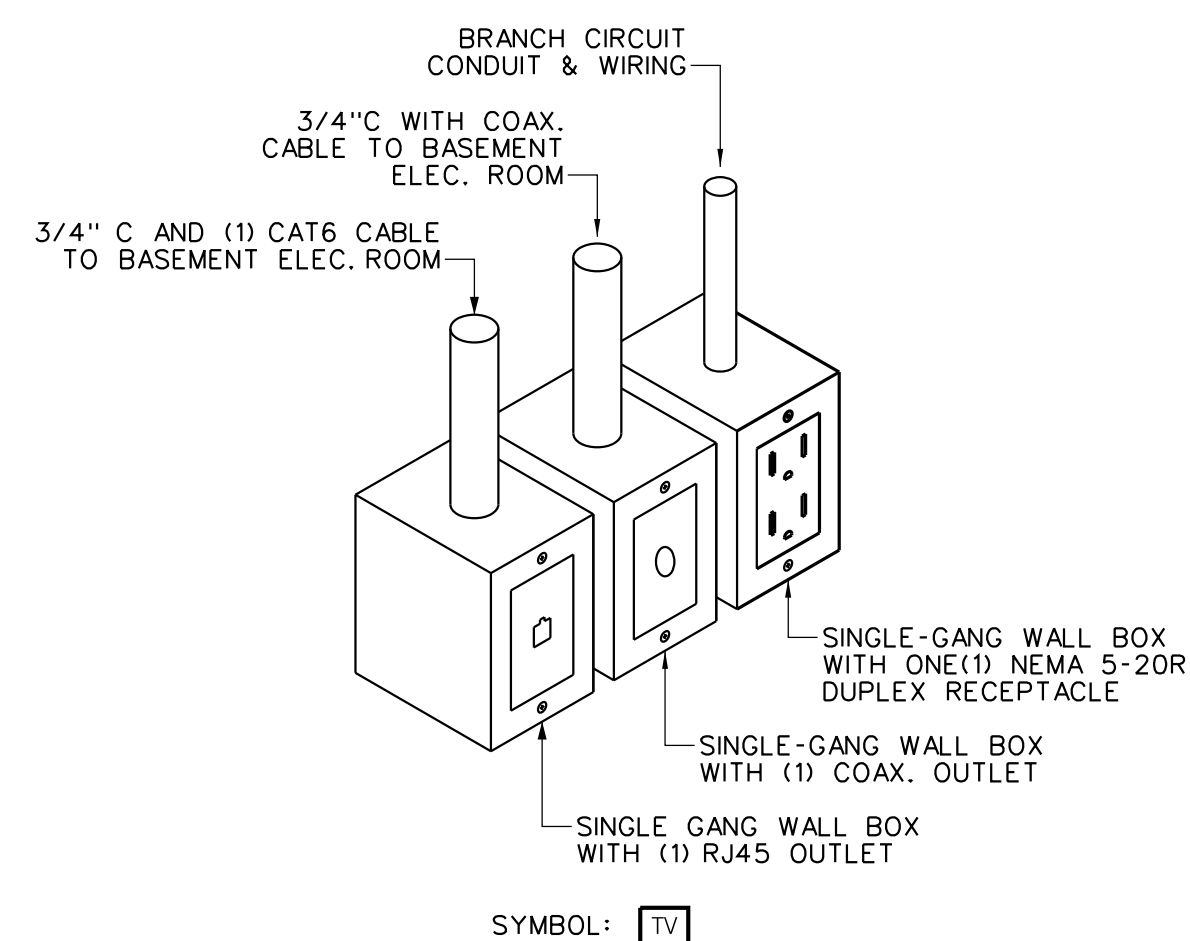 BRANCH CIRCUIT
CONDUIT & WIRING
3/4"C WITH COAX.
CABLE TO BASEMENT
ELEC. ROOM
3/4" C AND (1) CAT6 CABLE
TO BASEMENT ELEC. ROOM
SINGLE-GANG WALL BOX
WITH ONE(1) NEMA 5-20R
DUPLEX RECEPTACLE
SINGLE-GANG WALL BOX
WITH (1) COAX. OUTLET
SINGLE GANG WALL BOX
WITH (1) RJ45 OUTLET
SYMBOL: TV